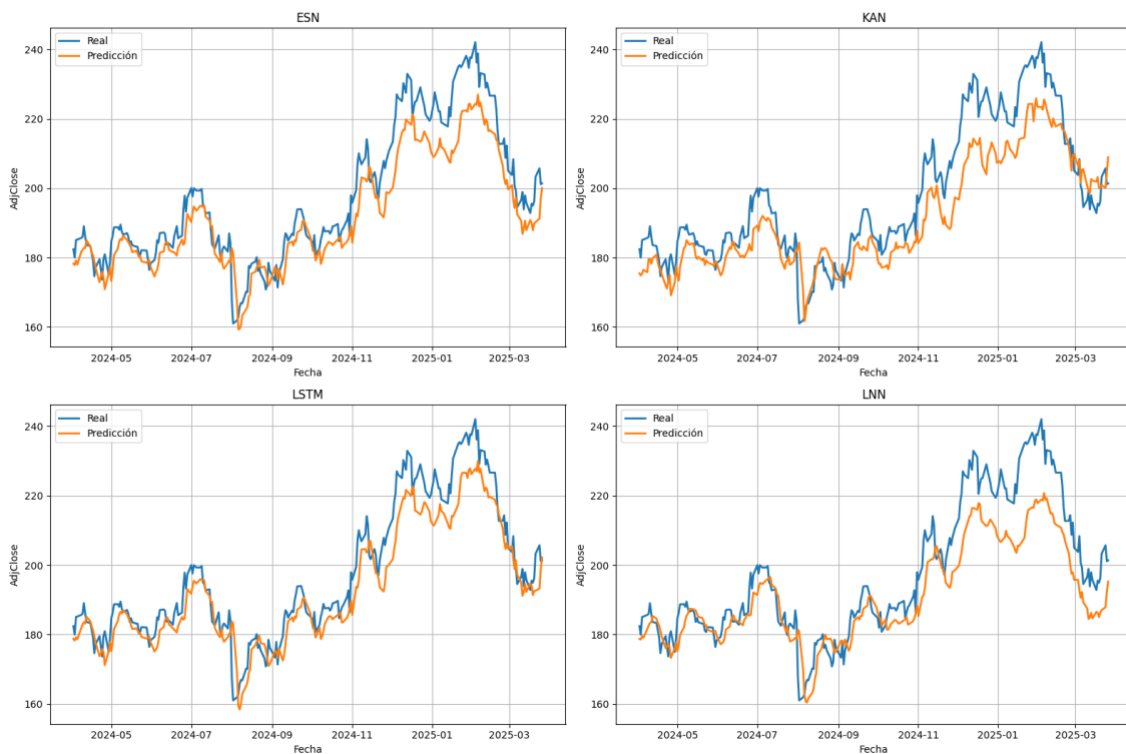 ESN
Real
Predicción
AdjClose
240
220
200
180
160
2024-05
2024-07
2024-09
2024-11
2025-01
2025-03
Fecha
KAN
Real
Predicción
AdjClose
240
220
200
180
160
2024-05
2024-07
2024-09
2024-11
2025-01
2025-03
Fecha
LSTM
Real
Predicción
AdjClose
240
220
200
180
160
2024-05
2024-07
2024-09
2024-11
2025-01
2025-03
Fecha
LNN
Real
Predicción
AdjClose
240
220
200
180
160
2024-05
2024-07
2024-09
2024-11
2025-01
2025-03
Fecha